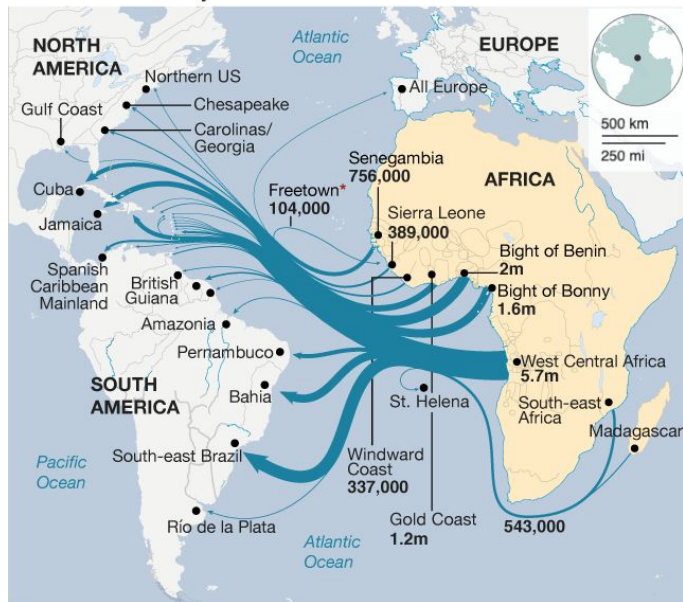 NORTH
AMERICA
Atlantic
Ocean
EUROPE
Northern US
All Europe
Chesapeake
Gulf Coast
Carolinas/
Georgia
500 km
250 mi
Senegambia
756,000
AFRICA
Freetown*
104,000
Cuba
Sierra Leone
389,000
Jamaica
Bight of Benin
2m
Spanish
Caribbean
Mainland
British
Guiana
Bight of Bonny
1.6m
Amazonia
Pernambuco
West Central Africa
5.7m
SOUTH
AMERICA
Bahia
St. Helena
South-east
Africa
Madagascar
South-east Brazil
Windward
Coast
337,000
Pacific
Ocean
Gold Coast
1.2m
543,000
Río de la Plata
Atlantic
Ocean